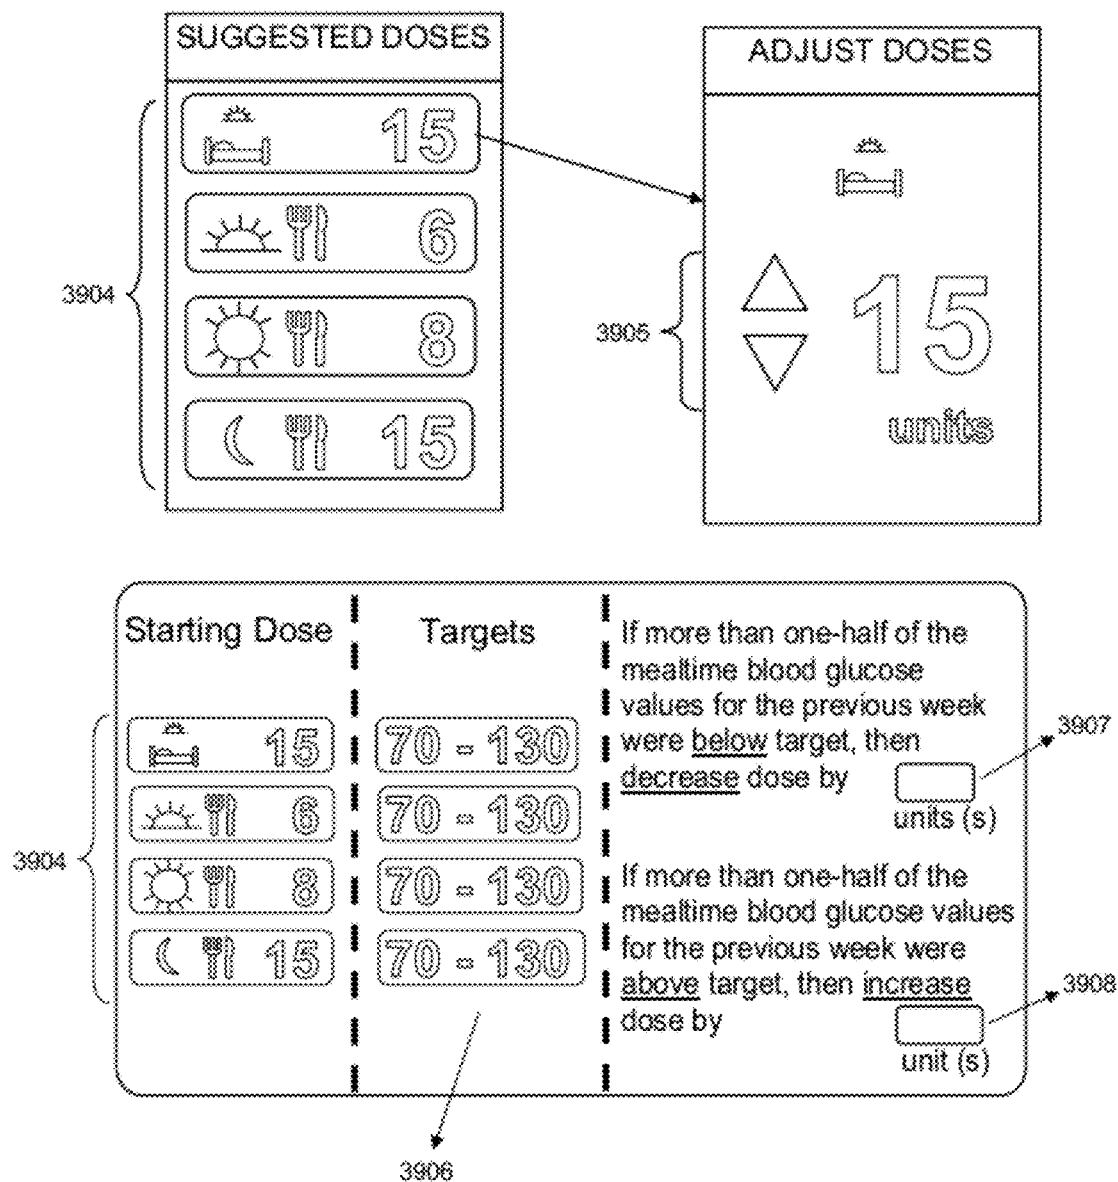 SUGGESTED DOSES
15
6
8
15
3904
ADJUST DOSES
15
units
3905
Starting Dose
15
6
8
15
3904
Targets
70 - 130
70 - 130
70 - 130
70 - 130
3906
If more than one-half of the
mealtime blood glucose
values for the previous week
were below target, then
decrease dose by
units (s)
3907
If more than one-half of the
mealtime blood glucose values
for the previous week were
above target, then increase
dose by
unit (s)
3908